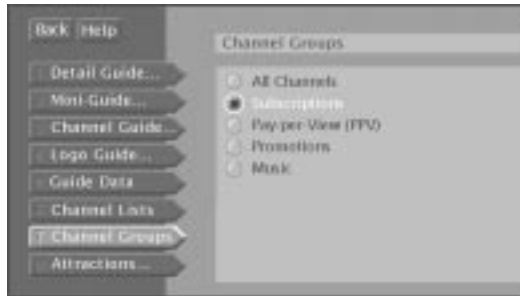 Back Help
Channel Groups
Detail Guide...
Mini-Guide...
Channel Guide...
Logo Guide...
Guide Data
Channel Lists
Channel Groups
Attractions...
All Channels
Subscriptions
Pay-per-View (PPV)
Promotions
Music